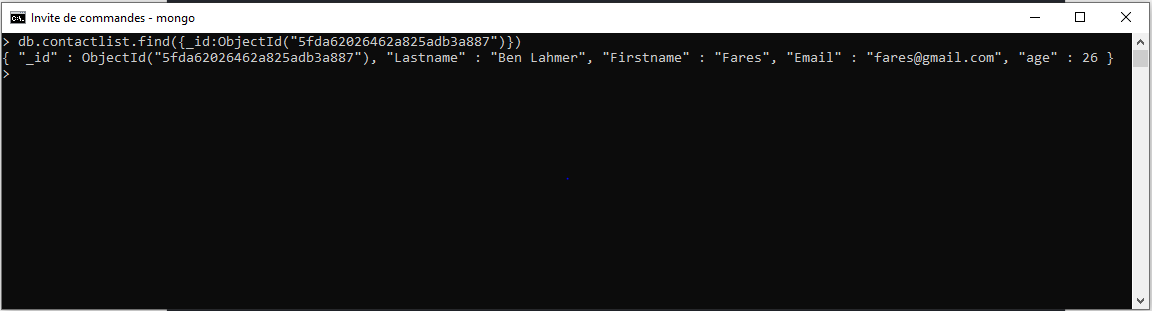 Invite de commandes - mongo
> db.contactlist.find({_id:ObjectId("5fda62026462a825adb3a887")})
{ "_id" : ObjectId("5fda62026462a825adb3a887"), "Lastname" : "Ben Lahmer", "Firstname" : "Fares", "Email" : "fares@gmail.com", "age" : 26 }
>